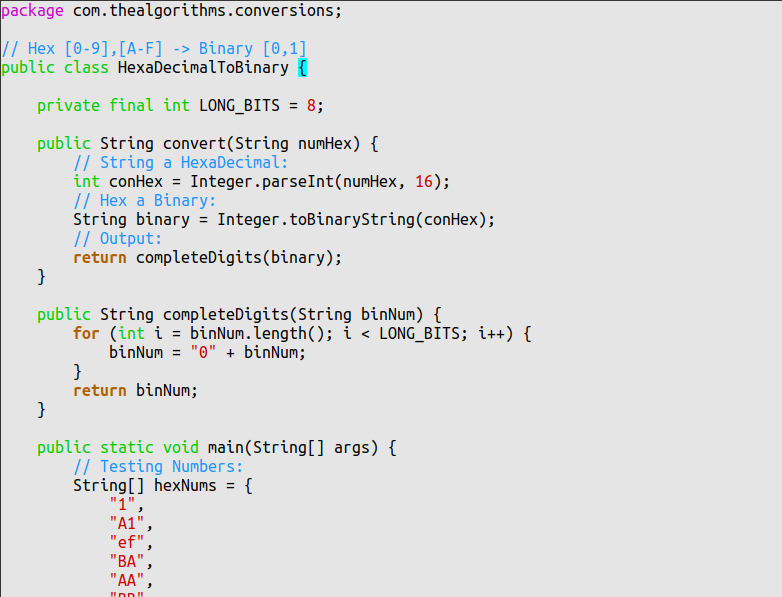 package com.thealgorithms.conversions;

// Hex [0-9],[A-F] -> Binary [0,1]
public class HexaDecimalToBinary {

    private final int LONG_BITS = 8;

    public String convert(String numHex) {
        // String a HexaDecimal:
        int conHex = Integer.parseInt(numHex, 16);
        // Hex a Binary:
        String binary = Integer.toBinaryString(conHex);
        // Output:
        return completeDigits(binary);
    }

    public String completeDigits(String binNum) {
        for (int i = binNum.length(); i < LONG_BITS; i++) {
            binNum = "0" + binNum;
        }
        return binNum;
    }

    public static void main(String[] args) {
        // Testing Numbers:
        String[] hexNums = {
            "1",
            "A1",
            "ef",
            "BA",
            "AA",